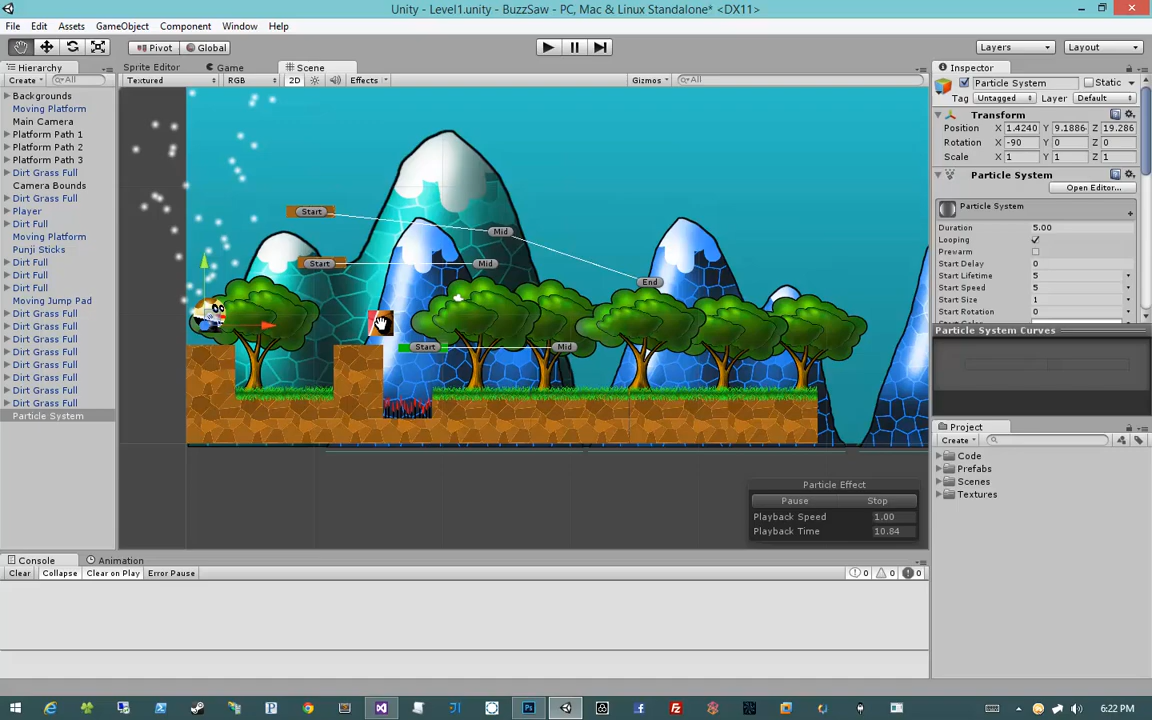 Unity - Level1.unity - BuzzSaw - PC, Mac & Linux Standalone* <DX11>
File Edit Assets GameObject Component Window Help
Pivot Global Layers Layout
Hierarchy
Create All
Backgrounds
Moving Platform
Main Camera
Platform Path 1
Platform Path 2
Platform Path 3
Dirt Grass Full
Camera Bounds
Dirt Grass Full
Player
Dirt Full
Moving Platform
Punji Sticks
Dirt Full
Dirt Full
Dirt Full
Moving Jump Pad
Dirt Grass Full
Dirt Grass Full
Dirt Grass Full
Dirt Grass Full
Dirt Grass Full
Dirt Grass Full
Dirt Grass Full
Dirt Grass Full
Particle System
Sprite Editor Game Scene
Textured RGB 2D Effects Gizmos All
Start
Mid
Start Mid
End
Start Mid
Particle Effect
Pause Stop
Playback Speed 1.00
Playback Time 10.84
Inspector
Particle System Static
Tag Untagged Layer Default
Transform
Position X 1.4240 Y 9.1886 Z 19.286
Rotation X -90 Y 0 Z 0
Scale X 1 Y 1 Z 1
Particle System
Open Editor...
Particle System
Duration 5.00
Looping
Prewarm
Start Delay 0
Start Lifetime 5
Start Speed 5
Start Size 1
Start Rotation 0
Particle System Curves
Project
Create
Code
Prefabs
Scenes
Textures
Console Animation
Clear Collapse Clear on Play Error Pause 0 0 0
6:22 PM